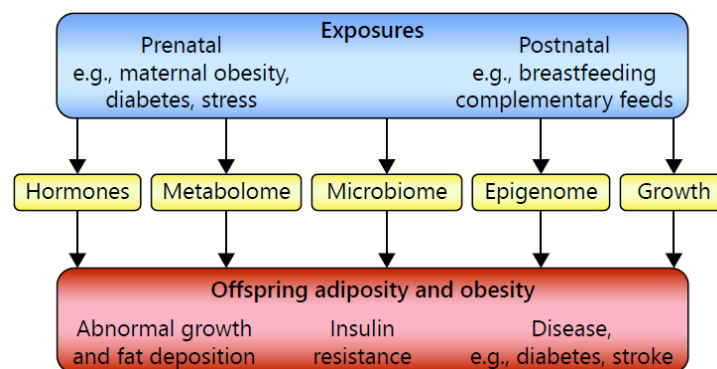 Exposures
Prenatal
e.g., maternal obesity,
diabetes, stress
Postnatal
e.g., breastfeeding
complementary feeds
Hormones
Metabolome
Microbiome
Epigenome
Growth
Offspring adiposity and obesity
Abnormal growth
and fat deposition
Insulin
resistance
Disease,
e.g., diabetes, stroke